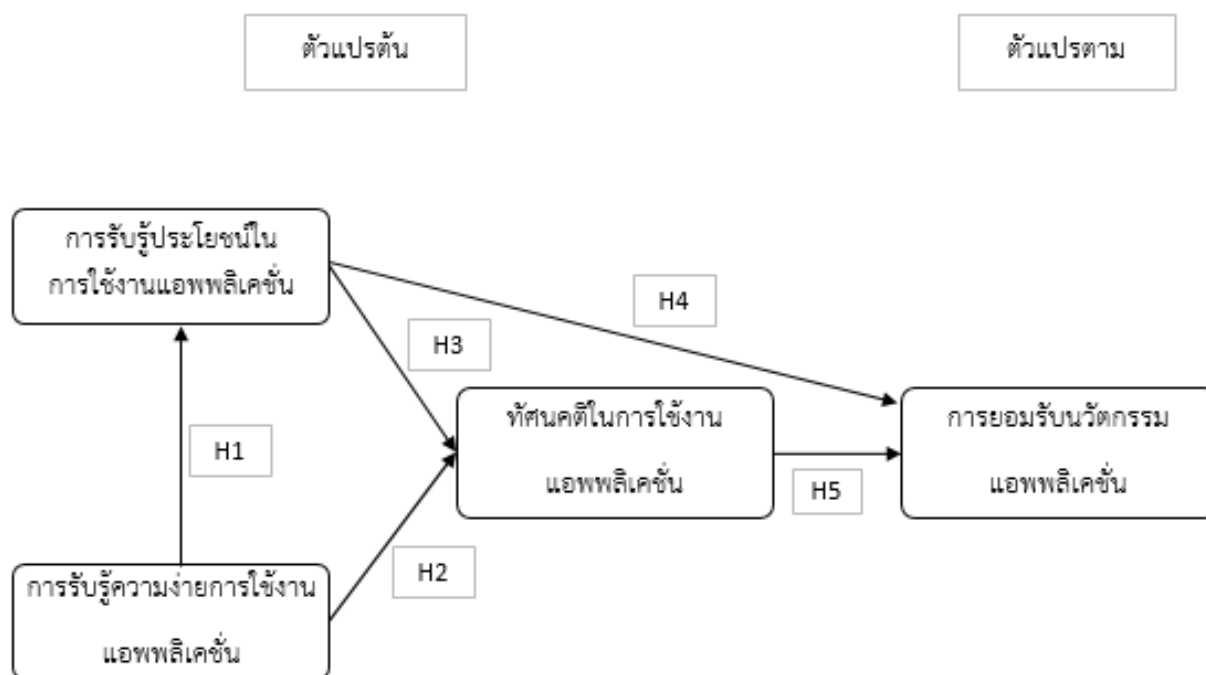 ตัวแปรต้น
ตัวแปรตาม
การรับรู้ประโยชน์ใน
การใช้งานแอพพลิเคชั่น
H4
H3
ทัศนคติในการใช้งาน
แอพพลิเคชั่น
การยอมรับนวัตกรรม
แอพพลิเคชั่น
H1
H5
H2
การรับรู้ความง่ายการใช้งาน
แอพพลิเคชั่น